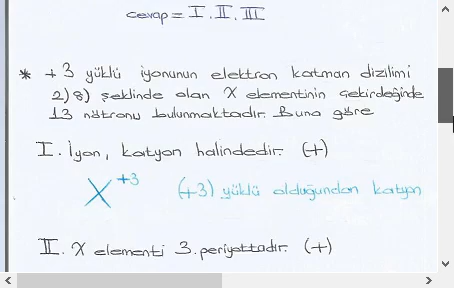 cevap = I. II. III
* +3 yüklü iyonunun elektron katman dizilimi
2)8) şeklinde olan X elementinin çekirdeğinde
13 nötronu bulunmaktadır. Buna göre
I. İyon, katyon halindedir. (+)
X+3 (+3) yüklü olduğundan katyon
II. X elementi 3. periyottadır. (+)